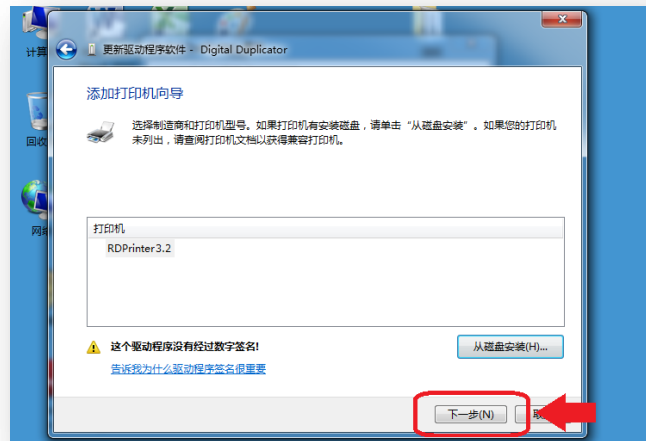 计算
更新驱动程序软件 - Digital Duplicator
添加打印机向导
选择制造商和打印机型号。如果打印机有安装磁盘，请单击“从磁盘安装”。如果您的打印机
未列出，请查阅打印机文档以获得兼容打印机。
回收
网络
打印机
RDPrinter3.2
这个驱动程序没有经过数字签名!
从磁盘安装(H)...
告诉我为什么驱动程序签名很重要
下一步(N)
取